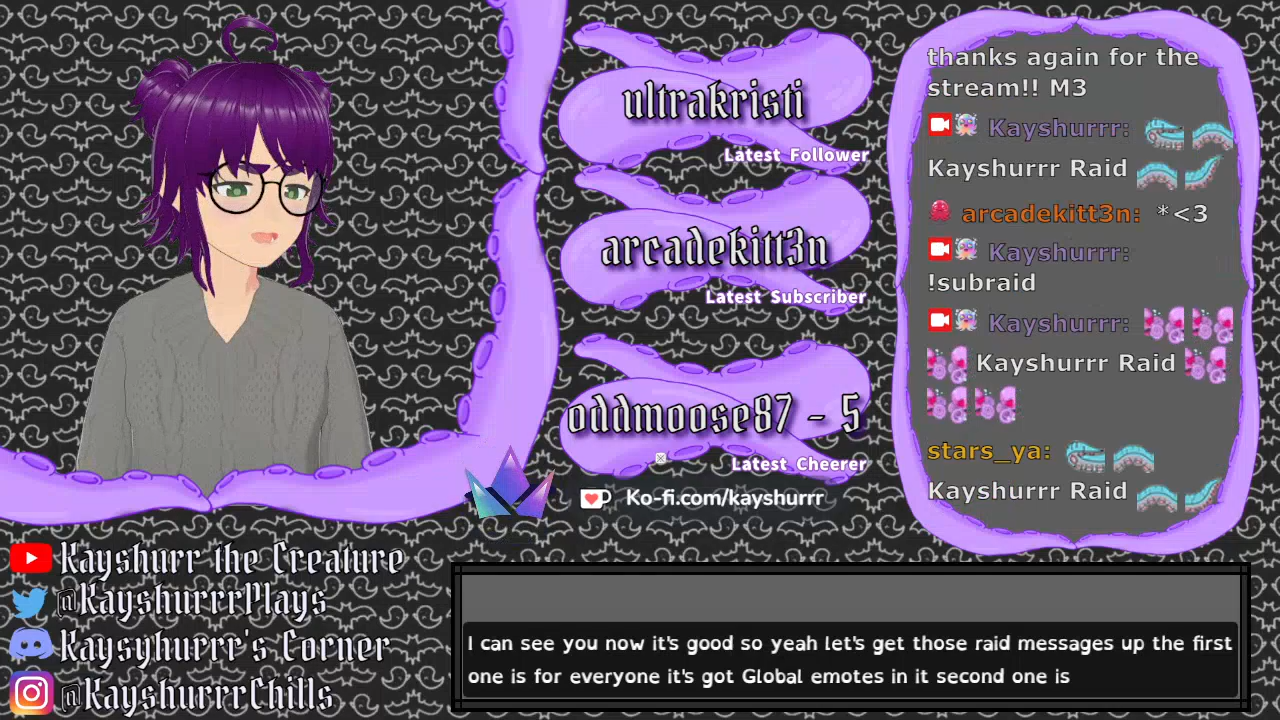 ultrakristi
Latest Follower
arcadekitt3n
Latest Subscriber
oddmoose87 - 5
Latest Cheerer
Ko-fi.com/kayshurrr
thanks again for the
stream!! M3
Kayshurrr:
Kayshurrr Raid
arcadekitt3n: *<3
Kayshurrr:
!subraid
Kayshurrr:
Kayshurrr Raid
stars_ya:
Kayshurrr Raid
Kayshurr the Creature
@KayshurrrPlays
Kaysyhurrr's Corner
@KayshurrrChills
I can see you now it's good so yeah let's get those raid messages up the first
one is for everyone it's got Global emotes in it second one is